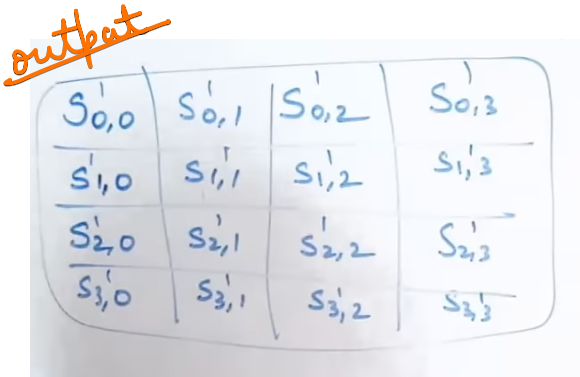 outpat
S'0,0 S'0,1 S'0,2 S'0,3
S'1,0 S'1,1 S'1,2 S'1,3
S'2,0 S'2,1 S'2,2 S'2,3
S'3,0 S'3,1 S'3,2 S'3,3